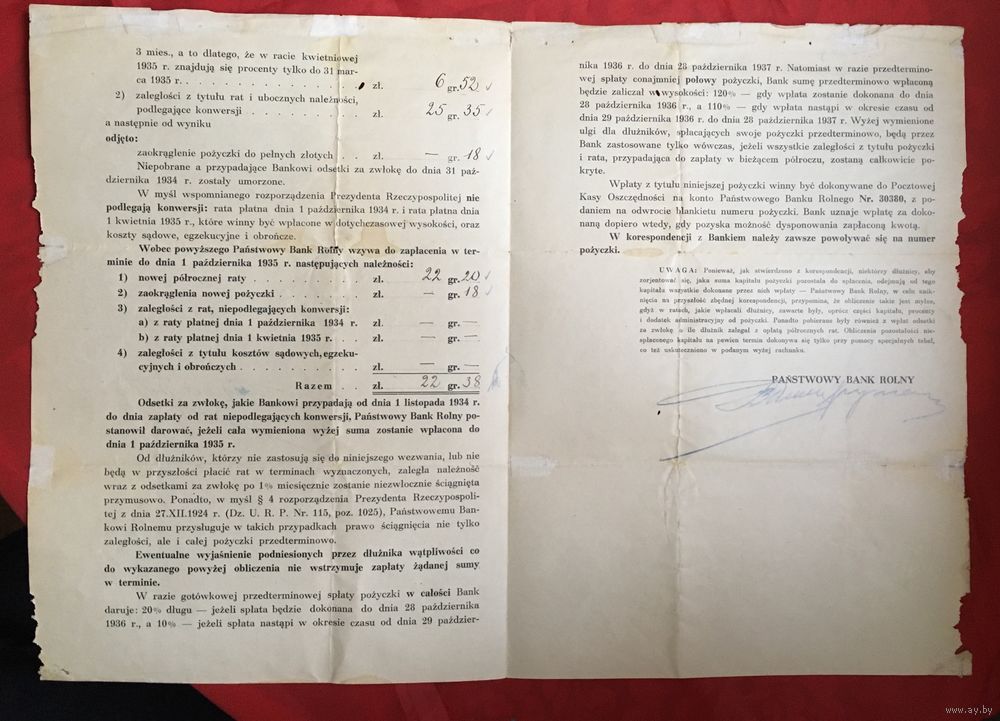 3 mies., a to dlatego, że w racie kwietniowej
1935 r. znajdują się procenty tylko do 31 mar-
ca 1935 r. . . . . . . . . . . . zł. 6 gr. 52
2) zaległości z tytułu rat i ubocznych należności,
podlegające konwersji . . . . . . . . . zł. 25 gr. 35
a następnie od wyniku
odjęto:
zaokrąglenie pożyczki do pełnych złotych . . zł. — gr. 18
Niepobrane a przypadające Bankowi odsetki za zwłokę do dnia 31 paź-
dziernika 1934 r. zostały umorzone.
W myśl wspomnianego rozporządzenia Prezydenta Rzeczypospolitej nie
podlegają konwersji: rata płatna dnia 1 października 1934 r. i rata płatna dnia
1 kwietnia 1935 r., które winny być wpłacone w dotychczasowej wysokości, oraz
koszty sądowe, egzekucyjne i obrończe.
Wobec powyższego Państwowy Bank Rolny wzywa do zapłacenia w ter-
minie do dnia 1 października 1935 r. następujących należności:
1) nowej półrocznej raty . . . . . . . . zł. 22 gr. 20
2) zaokrąglenia nowej pożyczki . . . . . . zł. — gr. 18
3) zaległości z rat, niepodlegających konwersji:
a) z raty płatnej dnia 1 października 1934 r. zł. — gr. —
b) z raty płatnej dnia 1 kwietnia 1935 r. . . zł. — gr. —
4) zaległości z tytułu kosztów sądowych, egzeku-
cyjnych i obrończych . . . . . . . . . zł. — gr. —
Razem . . zł. 22 gr. 38
Odsetki za zwłokę, jakie Bankowi przypadają od dnia 1 listopada 1934 r.
do dnia zapłaty od rat niepodlegających konwersji, Państwowy Bank Rolny po-
stanowił darować, jeżeli cała wymieniona wyżej suma zostanie wpłacona do
dnia 1 października 1935 r.
Od dłużników, którzy nie zastosują się do niniejszego wezwania, lub nie
będą w przyszłości płacić rat w terminach wyznaczonych, zaległa należność
wraz z odsetkami za zwłokę po 1% miesięcznie zostanie niezwłocznie ściągnięta
przymusowo. Ponadto, w myśl § 4 rozporządzenia Prezydenta Rzeczypospoli-
tej z dnia 27.XII.1924 r. (Dz. U. R. P. Nr. 115, poz. 1025), Państwowemu Ban-
kowi Rolnemu przysługuje w takich przypadkach prawo ściągnięcia nie tylko
zaległości, ale i całej pożyczki przedterminowo.
Ewentualne wyjaśnienie podniesionych przez dłużnika wątpliwości co
do wykazanego powyżej obliczenia nie wstrzymuje zapłaty żądanej sumy
w terminie.
W razie gotówkowej przedterminowej spłaty pożyczki w całości Bank
daruje: 20% długu — jeżeli spłata będzie dokonana do dnia 28 października
1936 r., a 10% — jeżeli spłata nastąpi w okresie czasu od dnia 29 paździer-
nika 1936 r. do dnia 28 października 1937 r. Natomiast w razie przedtermino-
wej spłaty conajmniej połowy pożyczki, Bank sumę przedterminowo wpłaconą
będzie zaliczał w wysokości: 120% — gdy wpłata zostanie dokonana do dnia
28 października 1936 r., a 110% — gdy wpłata nastąpi w okresie czasu od
dnia 29 października 1936 r. do dnia 28 października 1937 r. Wyżej wymienione
ulgi dla dłużników, spłacających swoje pożyczki przedterminowo, będą przez
Bank zastosowane tylko wówczas, jeżeli wszystkie zaległości z tytułu pożyczki
i rata, przypadająca do zapłaty w bieżącem półroczu, zostaną całkowicie po-
kryte.
Wpłaty z tytułu niniejszej pożyczki winny być dokonywane do Pocztowej
Kasy Oszczędności na konto Państwowego Banku Rolnego Nr. 30380, z po-
daniem na odwrocie blankietu numeru pożyczki. Bank uznaje wpłatę za doko-
naną dopiero wtedy, gdy pozyska możność dysponowania zapłaconą kwotą.
W korespondencji z Bankiem należy zawsze powoływać się na numer
pożyczki.
UWAGA: Ponieważ, jak stwierdzono z korespondencji, niektórzy dłużnicy, aby
zorjentować się, jaka suma kapitału pożyczki pozostała do spłacenia, odejmują od tego
kapitału wszystkie dokonane przez nich wpłaty — Państwowy Bank Rolny, w celu unik-
nięcia na przyszłość zbędnej korespondencji, przypomina, że obliczenie takie jest mylne,
gdyż w ratach, jakie wpłacali dłużnicy, zawarte były, oprócz części kapitału, procenty
i dodatek administracyjny od pożyczki. Ponadto pobierane były również z wpłat odsetki
za zwłokę o ile dłużnik zalegał z opłatą półrocznych rat. Obliczenia pozostałości nie-
spłaconego kapitału na pewien termin dokonywa się tylko przy pomocy specjalnych tabel,
co też uskuteczniono w podanym wyżej rachunku.
PAŃSTWOWY BANK ROLNY
www.ay.by